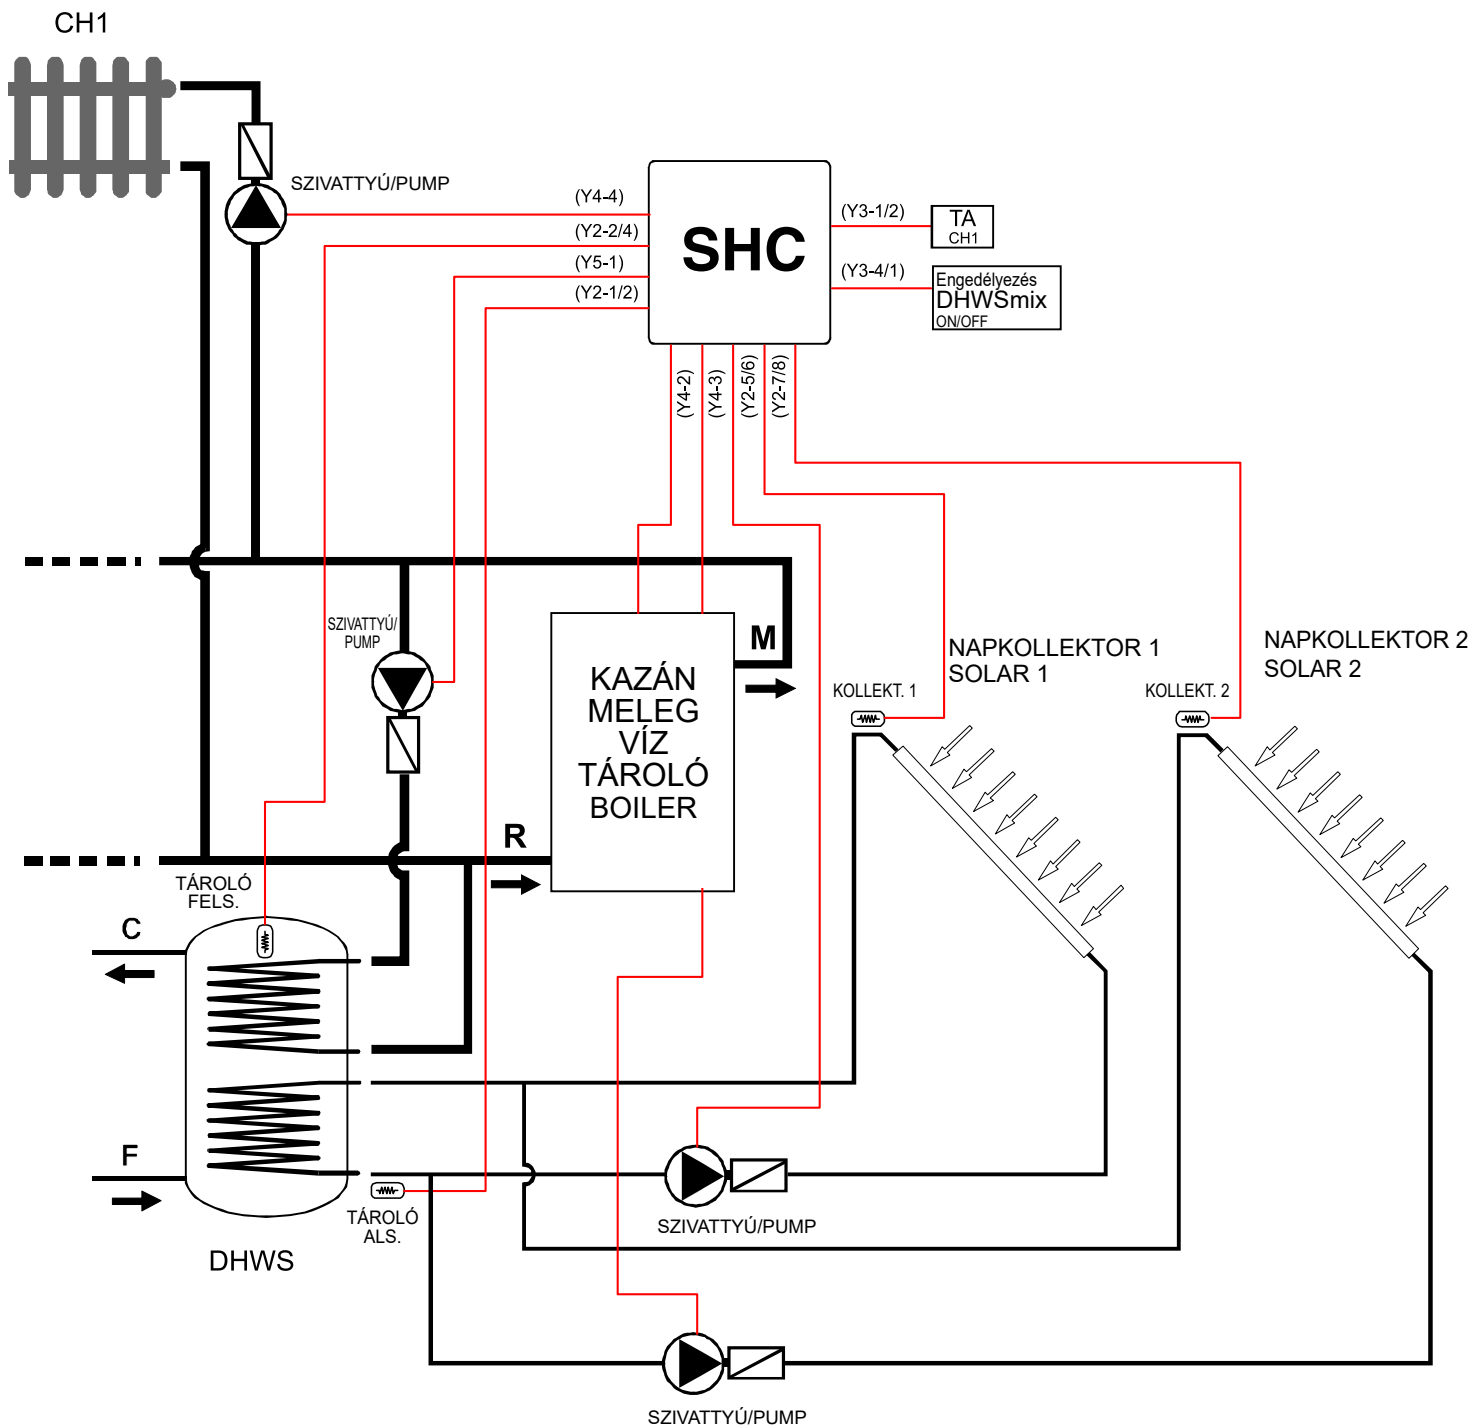 CH1
SZIVATTYÚ/PUMP
(Y4-4)
(Y2-2/4)
(Y5-1)
(Y2-1/2)
SHC
(Y3-1/2)
TA
CH1
(Y3-4/1)
Engedélyezés
DHWSmix
ON/OFF
(Y4-2)
(Y4-3)
(Y2-5/6)
(Y2-7/8)
SZIVATTYÚ/
PUMP
M
KAZÁN
MELEG
VÍZ
TÁROLÓ
BOILER
R
NAPKOLLEKTOR 1
SOLAR 1
KOLLEKT. 1
NAPKOLLEKTOR 2
SOLAR 2
KOLLEKT. 2
TÁROLÓ
FELS.
C
F
TÁROLÓ
ALS.
DHWS
SZIVATTYÚ/PUMP
SZIVATTYÚ/PUMP